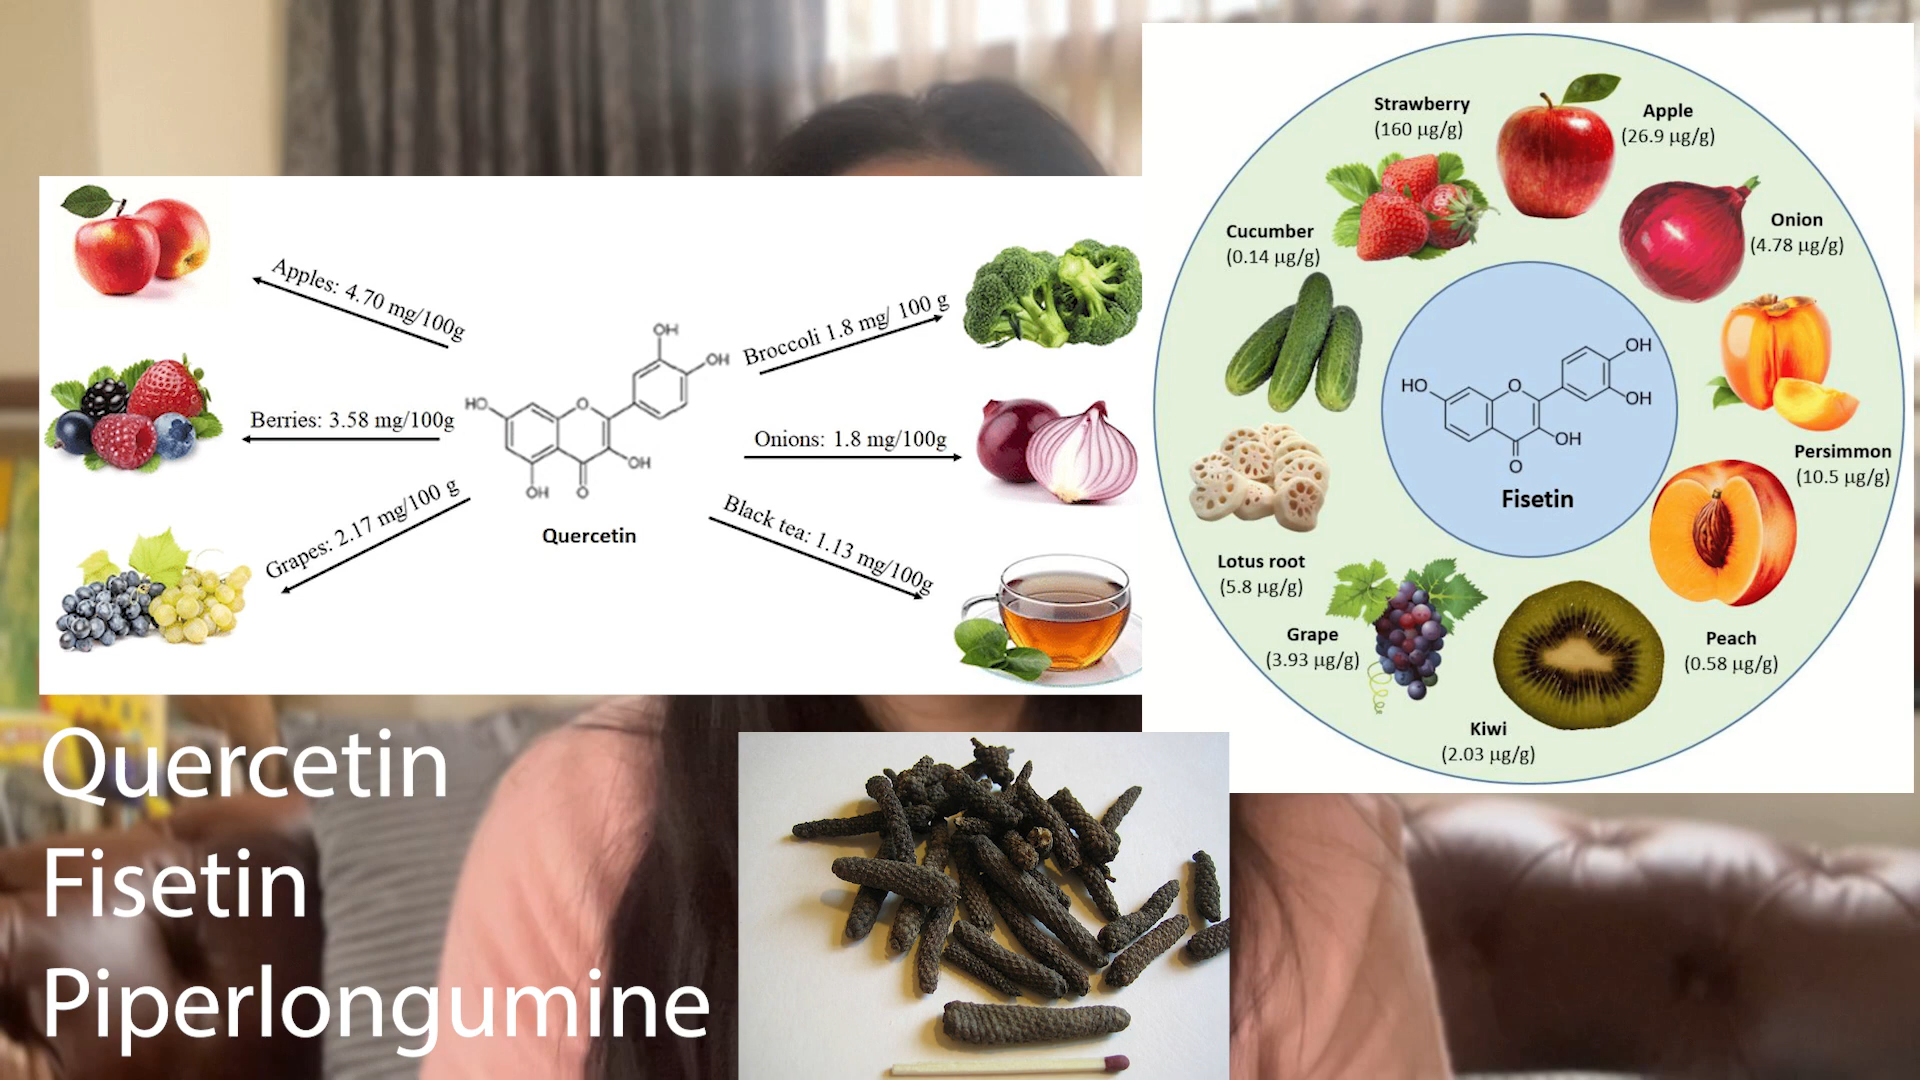 Apples: 4.70 mg/100g
Berries: 3.58 mg/100g
Grapes: 2.17 mg/100 g
OH
OH
HO
O
OH
OH
O
Quercetin
Broccoli 1.8 mg/ 100 g
Onions: 1.8 mg/100g
Black tea: 1.13 mg/100g
Strawberry
(160 µg/g)
Apple
(26.9 µg/g)
Onion
(4.78 µg/g)
Persimmon
(10.5 µg/g)
Peach
(0.58 µg/g)
Kiwi
(2.03 µg/g)
Grape
(3.93 µg/g)
Lotus root
(5.8 µg/g)
Cucumber
(0.14 µg/g)
OH
HO
O
OH
OH
O
Fisetin
Quercetin
Fisetin
Piperlongumine